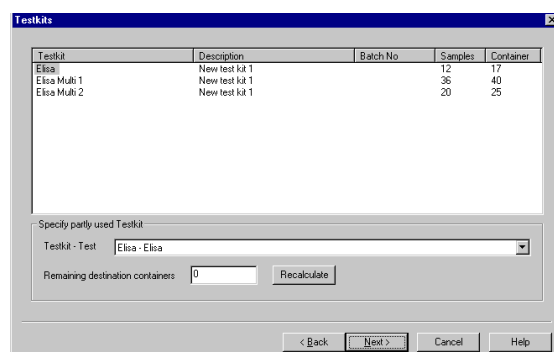 Testkits
Testkit Description Batch No Samples Container
Elisa New test kit 1 12 17
Elisa Multi 1 New test kit 1 36 40
Elisa Multi 2 New test kit 1 20 25
Specify partly used Testkit
Testkit - Test Elisa - Elisa
Remaining destination containers 0 Recalculate
< Back Next > Cancel Help